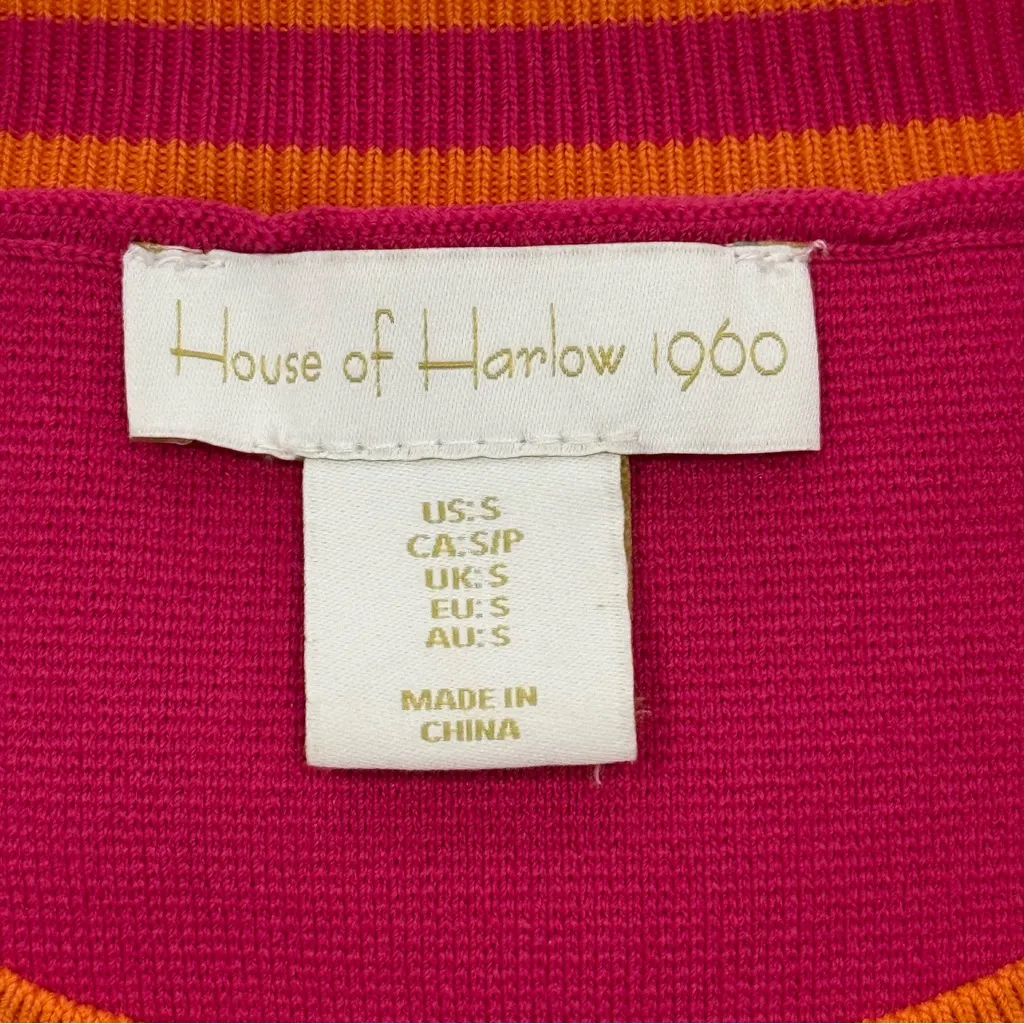 House of Harlow 1960
US: S
CA: S/P
UK: S
EU: S
AU: S
MADE IN
CHINA